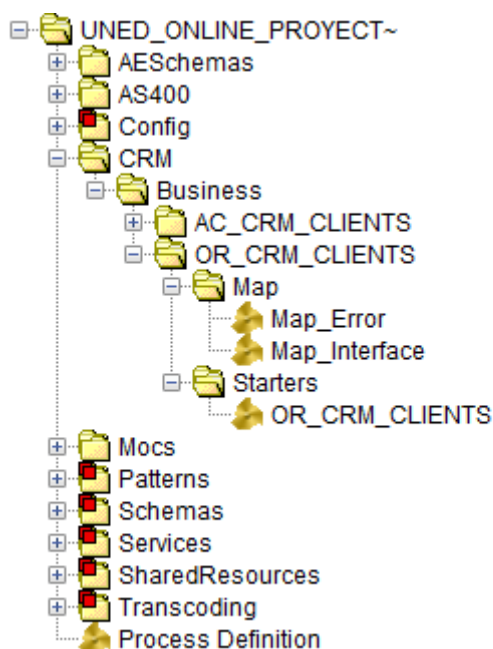 UNED_ONLINE_PROYECT~
AESchemas
AS400
Config
CRM
Business
AC_CRM_CLIENTS
OR_CRM_CLIENTS
Map
Map_Error
Map_Interface
Starters
OR_CRM_CLIENTS
Mocs
Patterns
Schemas
Services
SharedResources
Transcoding
Process Definition